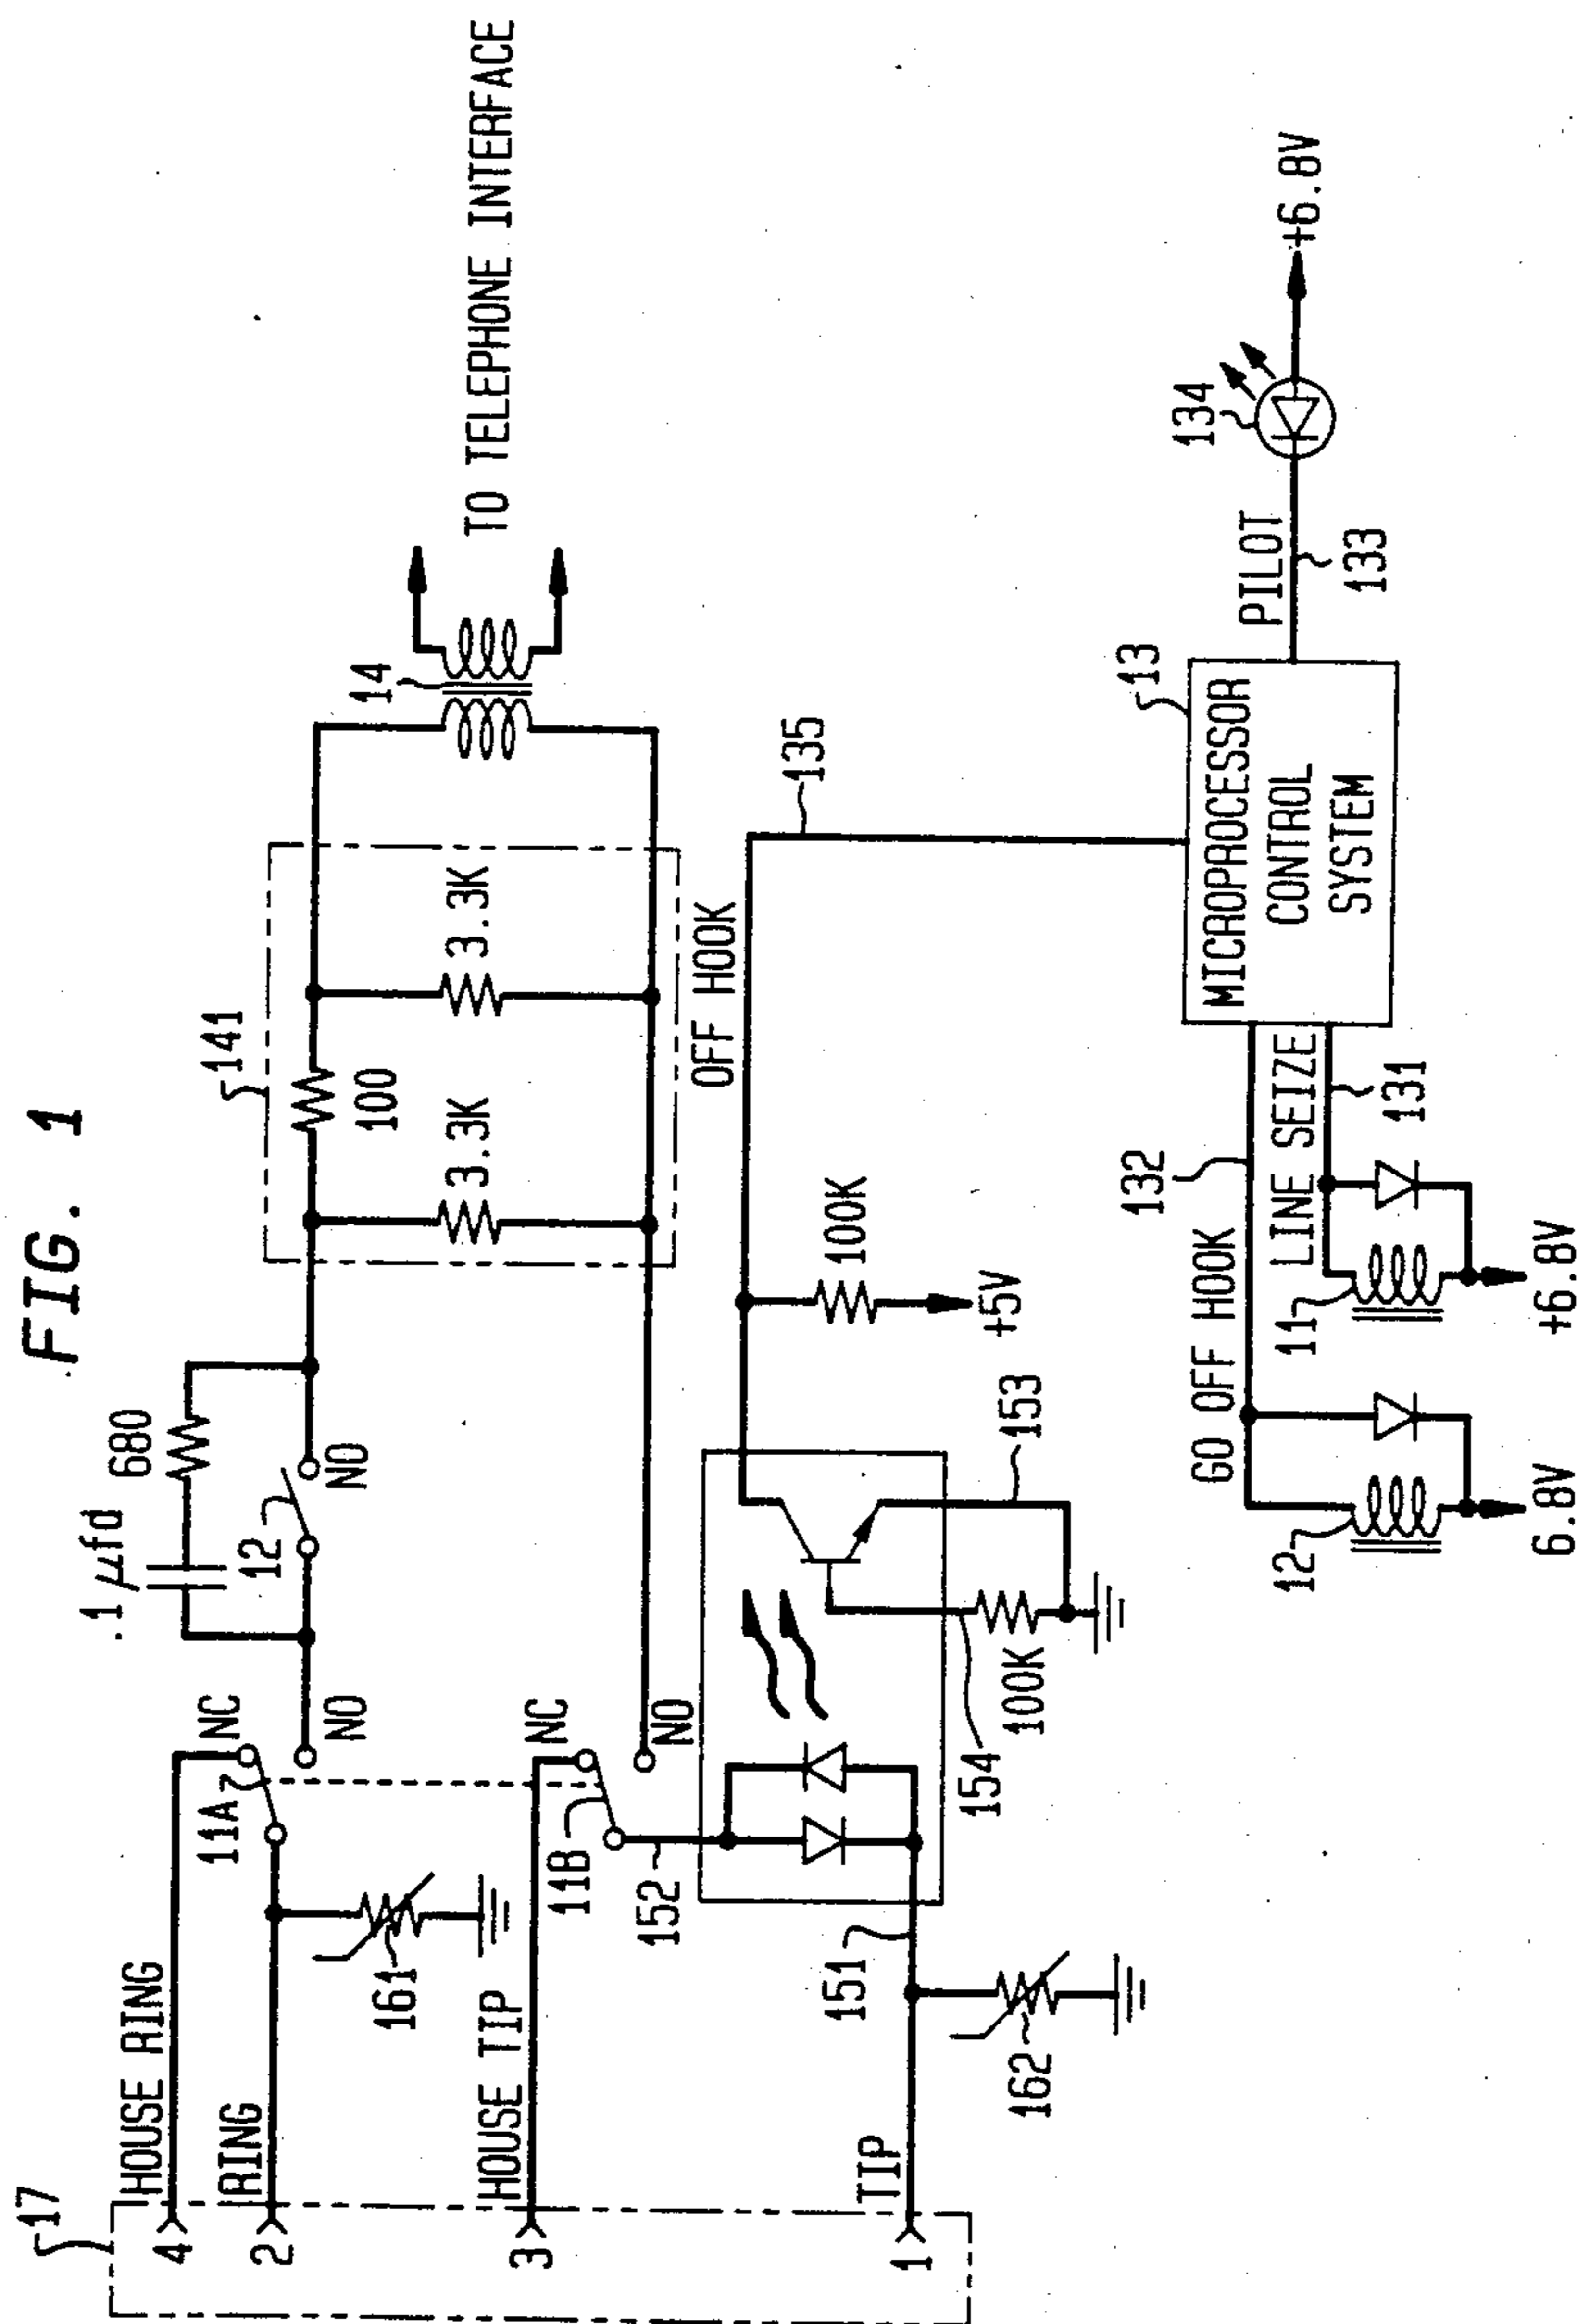 FIG. 1
.1 μfd
680
12
NO
141
100
3.3K
3.3K
14
TO TELEPHONE INTERFACE
17
HOUSE RING
4
NC
11A
NO
RING
2
161
HOUSE TIP
3
NC
11B
NO
152
OFF HOOK
135
100K
+5V
153
154
100K
151
TIP
1
162
GO OFF HOOK
132
LINE SEIZE
131
12
6.8V
11
+6.8V
MICROPROCESSOR
CONTROL
SYSTEM
13
PILOT
133
134
+6.8V